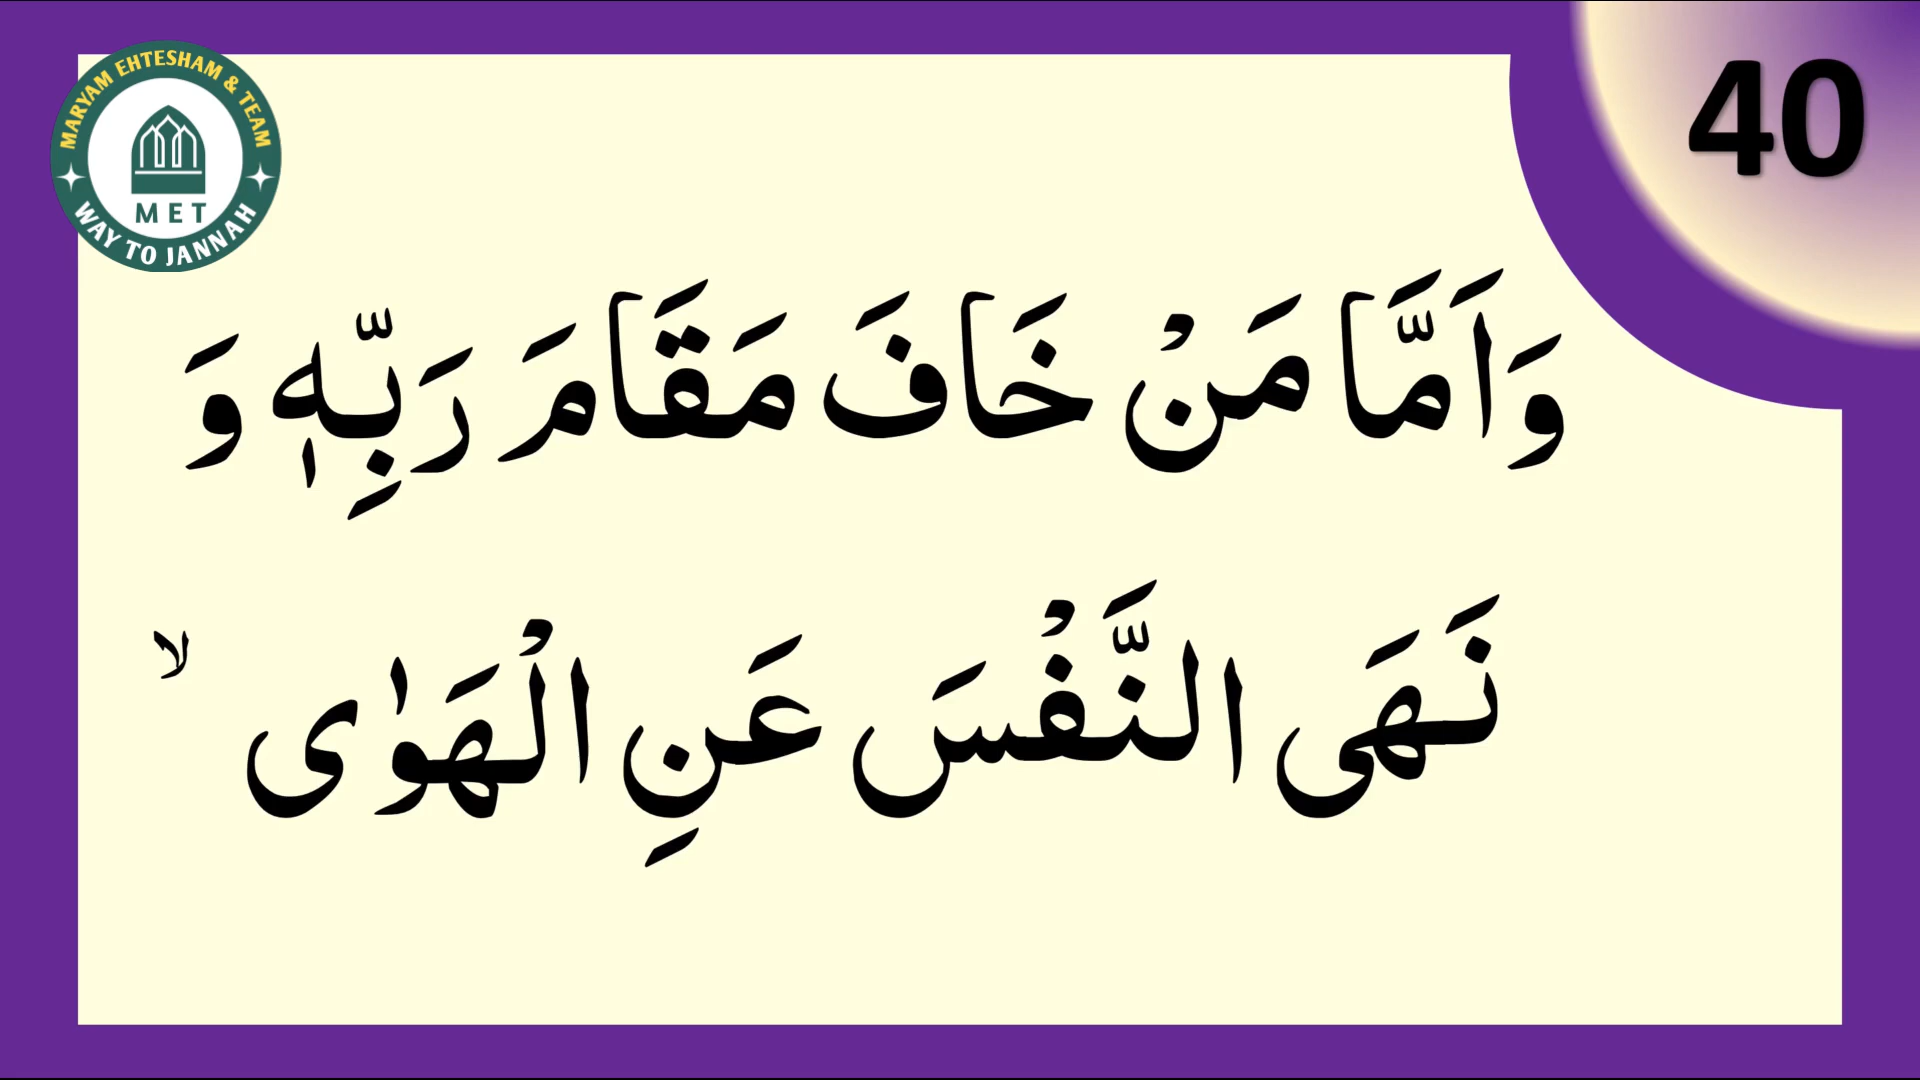 MARYAM EHTESHAM & TEAM
MET
WAY TO JANNAH
40
وَاَمَّا مَنْ خَافَ مَقَامَ رَبِّهٖ وَ
نَهَى النَّفْسَ عَنِ الْهَوٰى ۙ